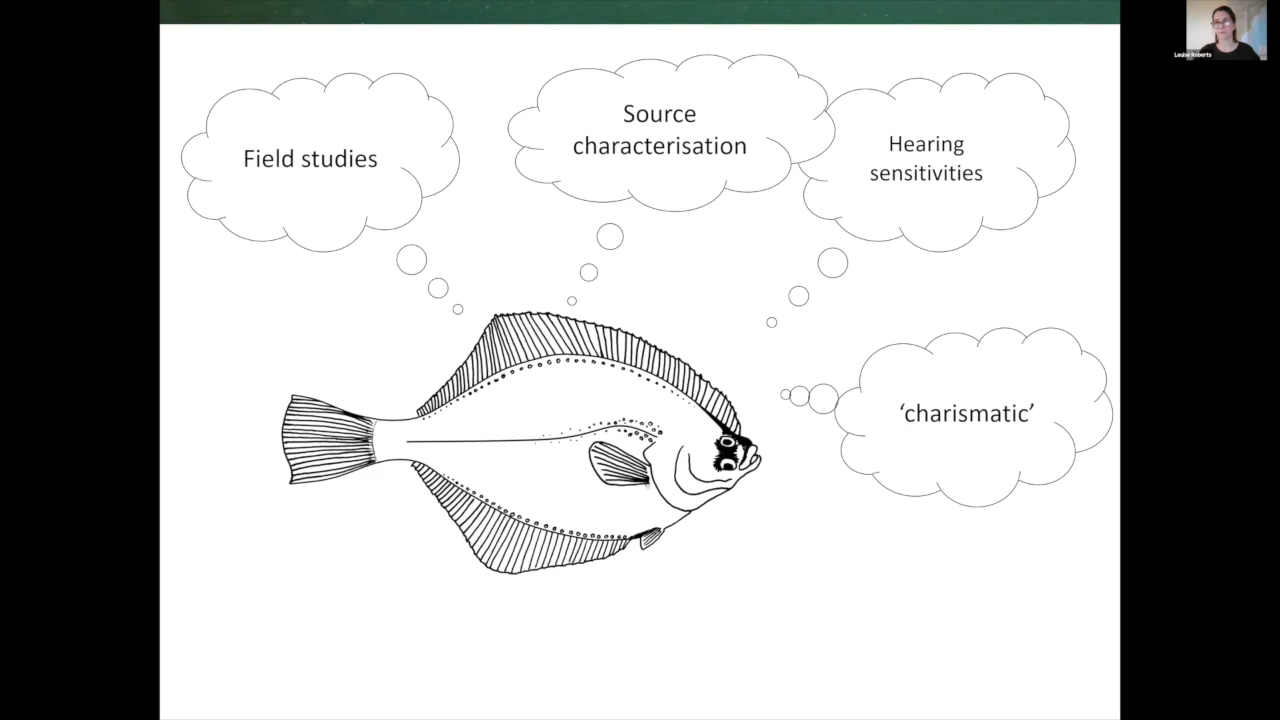 Louise Roberts
Field studies
Source
characterisation
Hearing
sensitivities
‘charismatic’